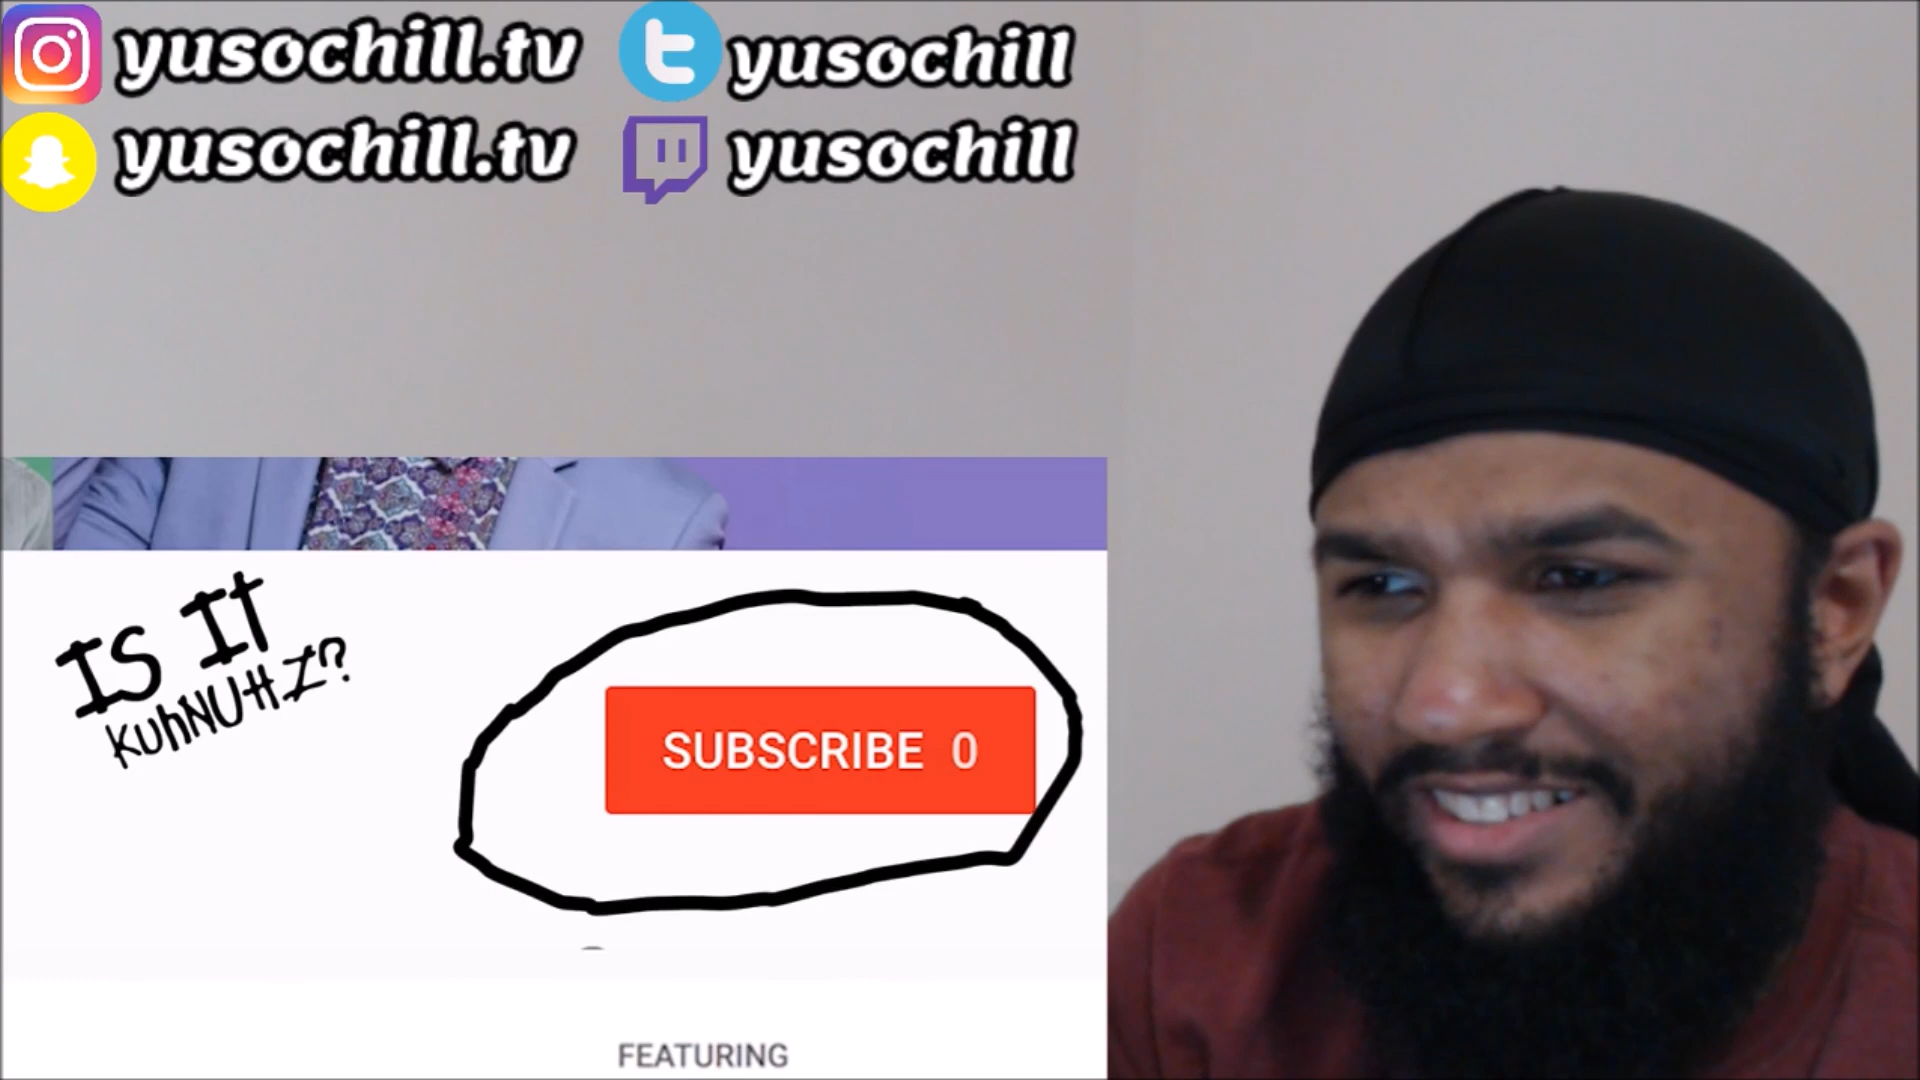 yusochill.tv
yusochill
yusochill.tv
yusochill
IS It
KUhNUHZ?
SUBSCRIBE 0
FEATURING